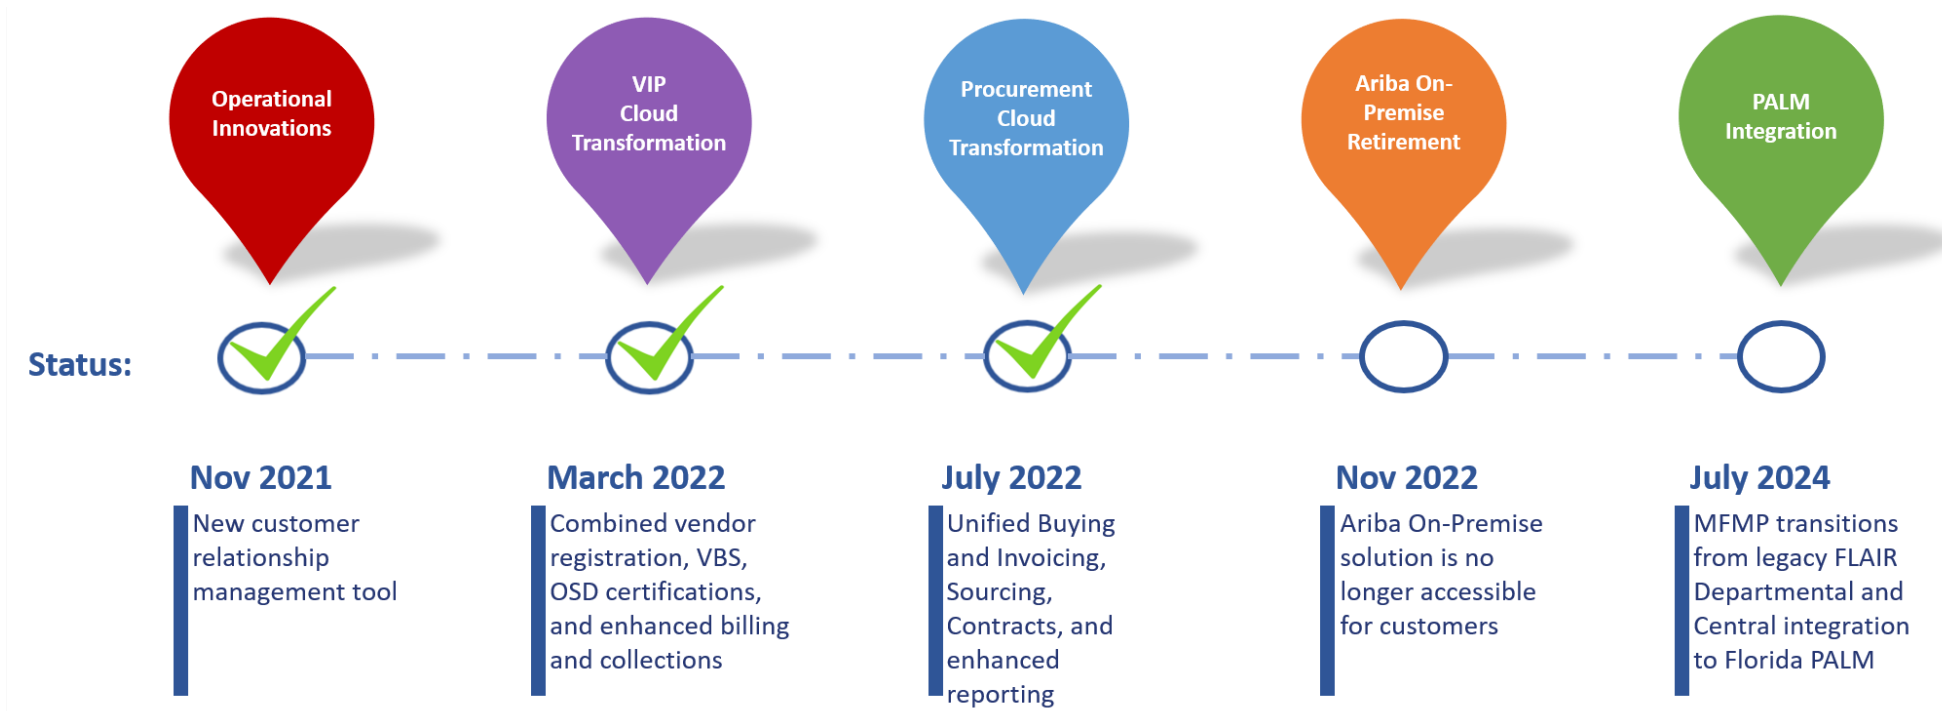 Operational
Innovations
VIP
Cloud
Transformation
Procurement
Cloud
Transformation
Ariba On-
Premise
Retirement
PALM
Integration
Status:
Nov 2021
New customer
relationship
management tool
March 2022
Combined vendor
registration, VBS,
OSD certifications,
and enhanced billing
and collections
July 2022
Unified Buying
and Invoicing,
Sourcing,
Contracts, and
enhanced
reporting
Nov 2022
Ariba On-Premise
solution is no
longer accessible
for customers
July 2024
MFMP transitions
from legacy FLAIR
Departmental and
Central integration
to Florida PALM